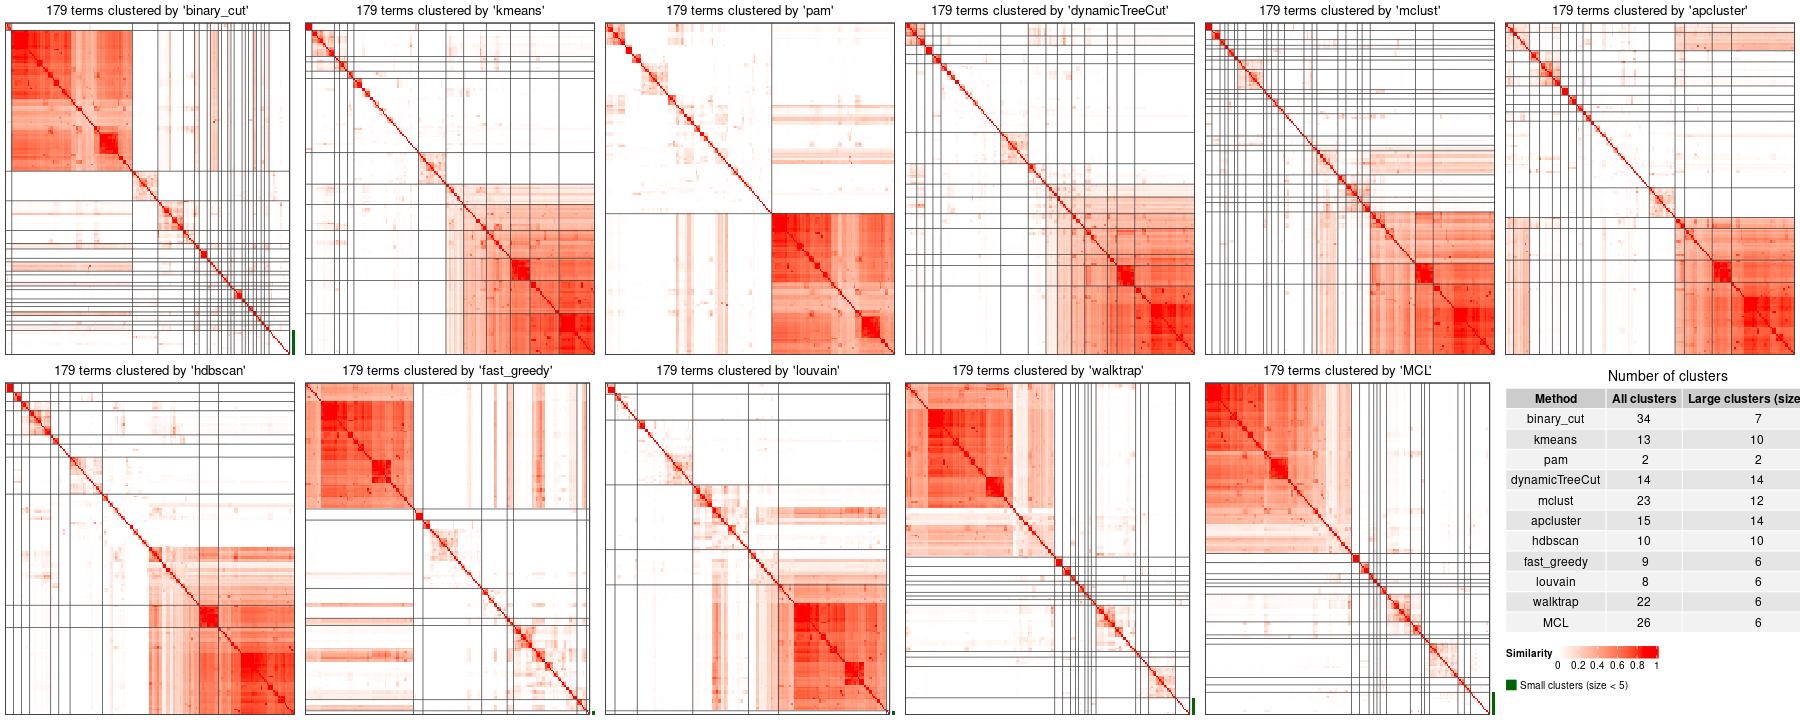 179 terms clustered by 'binary_cut'
179 terms clustered by 'kmeans'
179 terms clustered by 'pam'
179 terms clustered by 'dynamicTreeCut'
179 terms clustered by 'mclust'
179 terms clustered by 'apcluster'
179 terms clustered by 'hdbscan'
179 terms clustered by 'fast_greedy'
179 terms clustered by 'louvain'
179 terms clustered by 'walktrap'
179 terms clustered by 'MCL'
Number of clusters
Method All clusters Large clusters (size
binary_cut 34 7
kmeans 13 10
pam 2 2
dynamicTreeCut 14 14
mclust 23 12
apcluster 15 14
hdbscan 10 10
fast_greedy 9 6
louvain 8 6
walktrap 22 6
MCL 26 6
Similarity
0 0.2 0.4 0.6 0.8 1
Small clusters (size < 5)